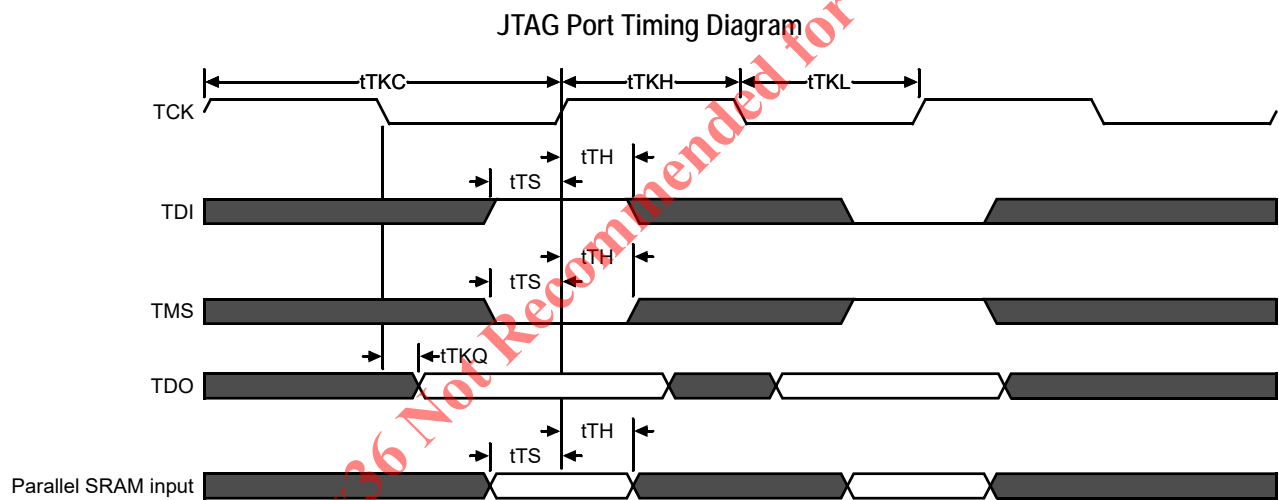 JTAG Port Timing Diagram
tTKC tTKH tTKL
TCK
tTH
tTS
TDI
tTH
tTS
TMS
tTKQ
TDO
tTH
tTS
Parallel SRAM input
36 Not Recommended for